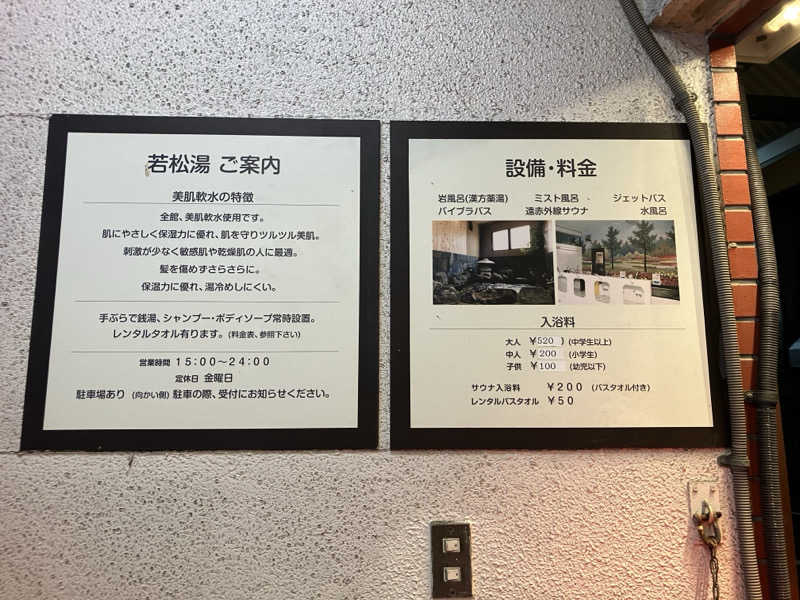 若松湯 ご案内
美肌軟水の特徴
全館、美肌軟水使用です。
肌にやさしく保湿力に優れ、肌を守りツルツル美肌。
刺激が少なく敏感肌や乾燥肌の人に最適。
髪を傷めずさらさらに。
保温力に優れ、湯冷めしにくい。
手ぶらで銭湯、シャンプー・ボディソープ常時設置。
レンタルタオル有ります。(料金表、参照下さい)
営業時間 15:00~24:00
定休日 金曜日
駐車場あり (向かい側) 駐車の際、受付にお知らせください。
設備・料金
岩風呂(漢方薬湯) ミスト風呂 ジェットバス
バイブラバス 遠赤外線サウナ 水風呂
入浴料
大人 ¥520 (中学生以上)
中人 ¥200 (小学生)
子供 ¥100 (幼児以下)
サウナ入浴料 ¥200 (バスタオル付き)
レンタルバスタオル ¥50